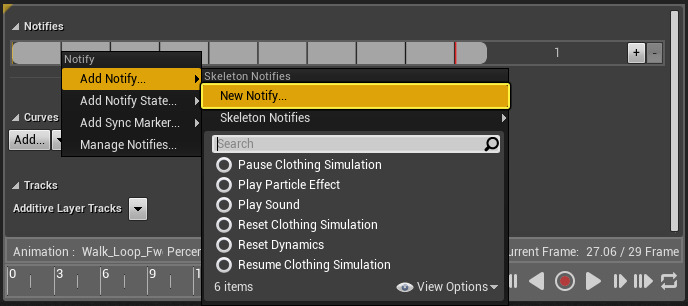 Notifies
1
+ -
Notify
Add Notify...
Add Notify State...
Add Sync Marker...
Manage Notifies...
Skeleton Notifies
New Notify...
Skeleton Notifies
Search
Pause Clothing Simulation
Play Particle Effect
Play Sound
Reset Clothing Simulation
Reset Dynamics
Resume Clothing Simulation
6 items
View Options
Curves
Add...
Tracks
Additive Layer Tracks
Animation : Walk_Loop_Fw Percen
Current Frame: 27.06 / 29 Frame
0 3 6 9 12 15